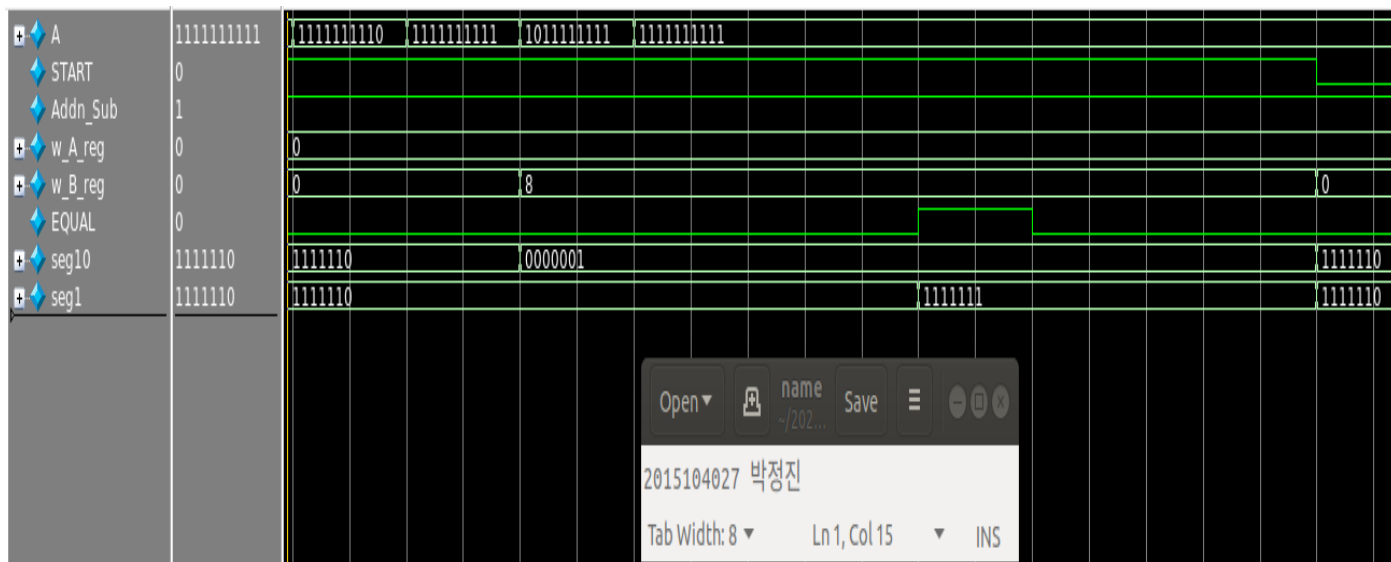 A 1111111111 1111111110 1111111111 1011111111 1111111111
START 0
Addn_Sub 1
w_A_reg 0 0
w_B_reg 0 0 8 0
EQUAL 0
seg10 1111110 1111110 0000001 1111110
seg1 1111110 1111110 1111111 1111110
Open name Save
~/202...
2015104027 박정진
Tab Width: 8 Ln 1, Col 15 INS